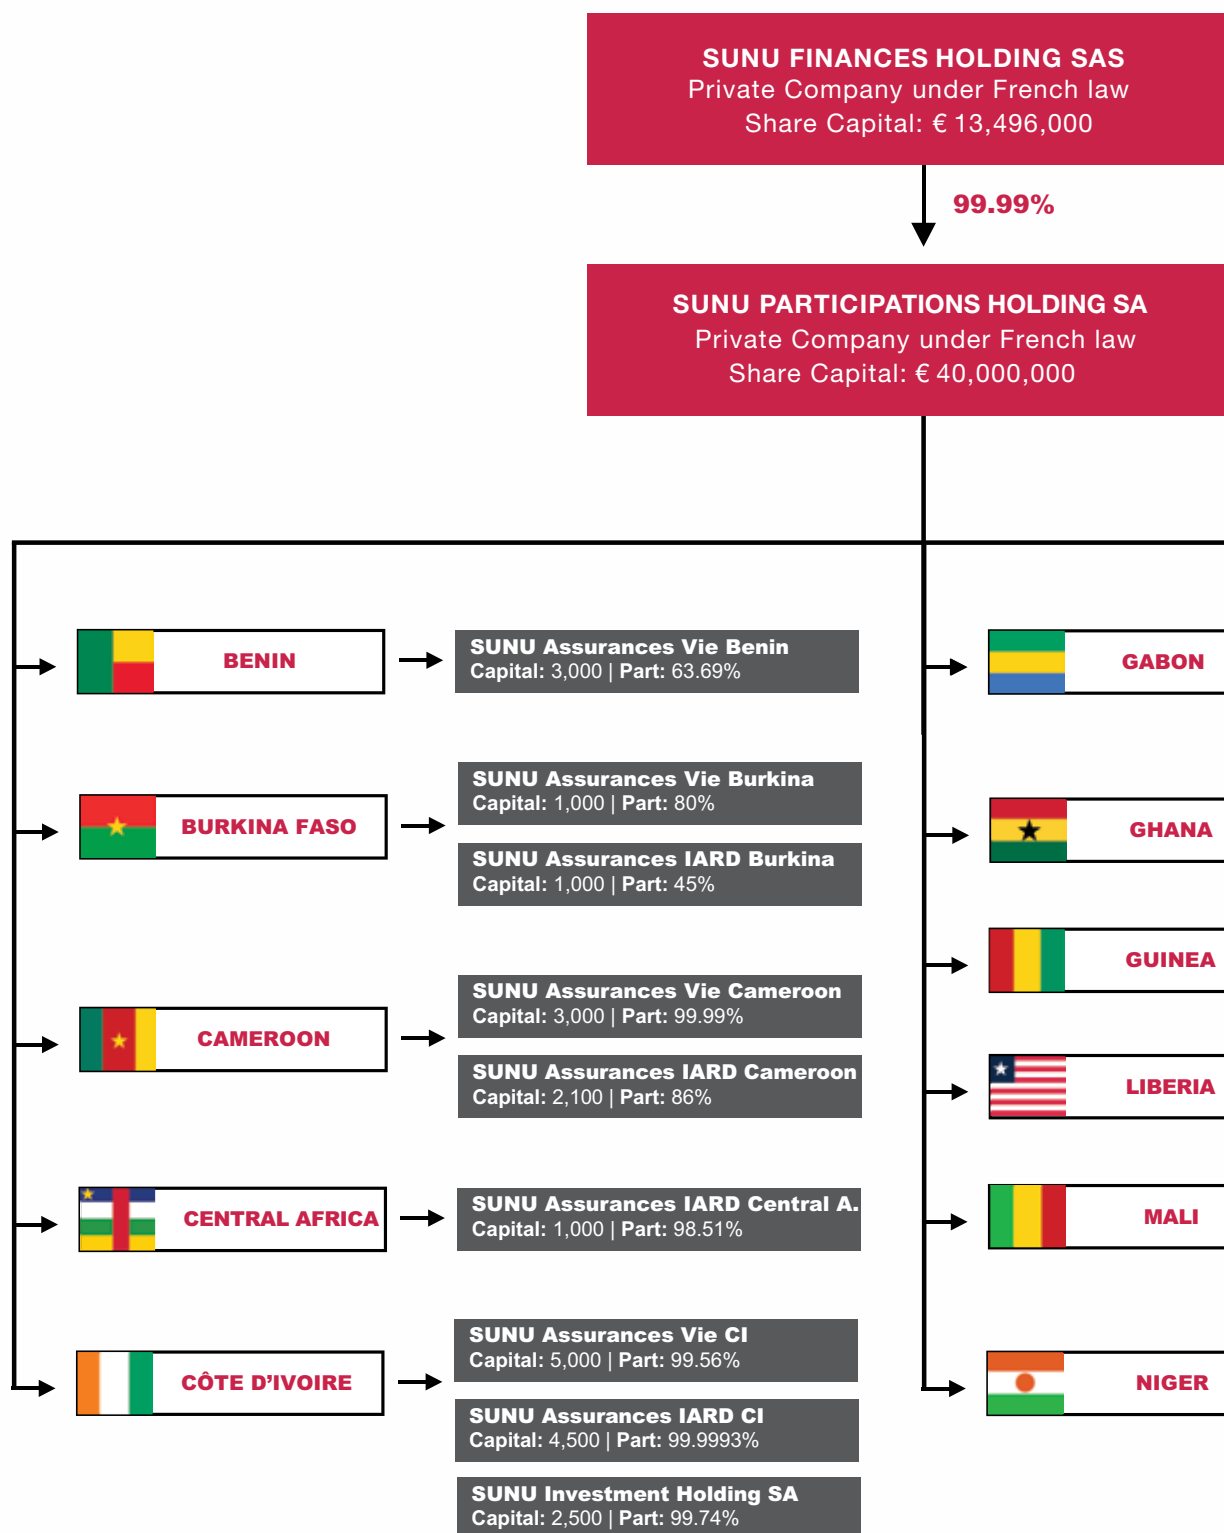 SUNU FINANCES HOLDING SAS
Private Company under French law
Share Capital: € 13,496,000
99.99%
SUNU PARTICIPATIONS HOLDING SA
Private Company under French law
Share Capital: € 40,000,000
BENIN
SUNU Assurances Vie Benin
Capital: 3,000 | Part: 63.69%
BURKINA FASO
SUNU Assurances Vie Burkina
Capital: 1,000 | Part: 80%
SUNU Assurances IARD Burkina
Capital: 1,000 | Part: 45%
CAMEROON
SUNU Assurances Vie Cameroon
Capital: 3,000 | Part: 99.99%
SUNU Assurances IARD Cameroon
Capital: 2,100 | Part: 86%
CENTRAL AFRICA
SUNU Assurances IARD Central A.
Capital: 1,000 | Part: 98.51%
CÔTE D'IVOIRE
SUNU Assurances Vie CI
Capital: 5,000 | Part: 99.56%
SUNU Assurances IARD CI
Capital: 4,500 | Part: 99.9993%
SUNU Investment Holding SA
Capital: 2,500 | Part: 99.74%
GABON
GHANA
GUINEA
LIBERIA
MALI
NIGER